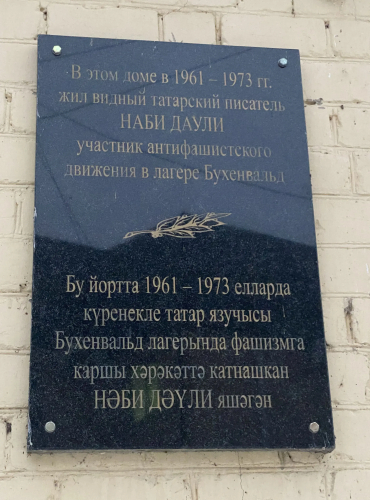 В этом доме в 1961 – 1973 гг.
жил видный татарский писатель
НАБИ ДАУЛИ
участник антифашистского
движения в лагере Бухенвальд
Бу йортта 1961 – 1973 елларда
күренекле татар язучысы
Бухенвальд лагерында фашизмга
каршы хәрәкәттә катнашкан
НӘБИ ДӘҮЛИ яшәгән